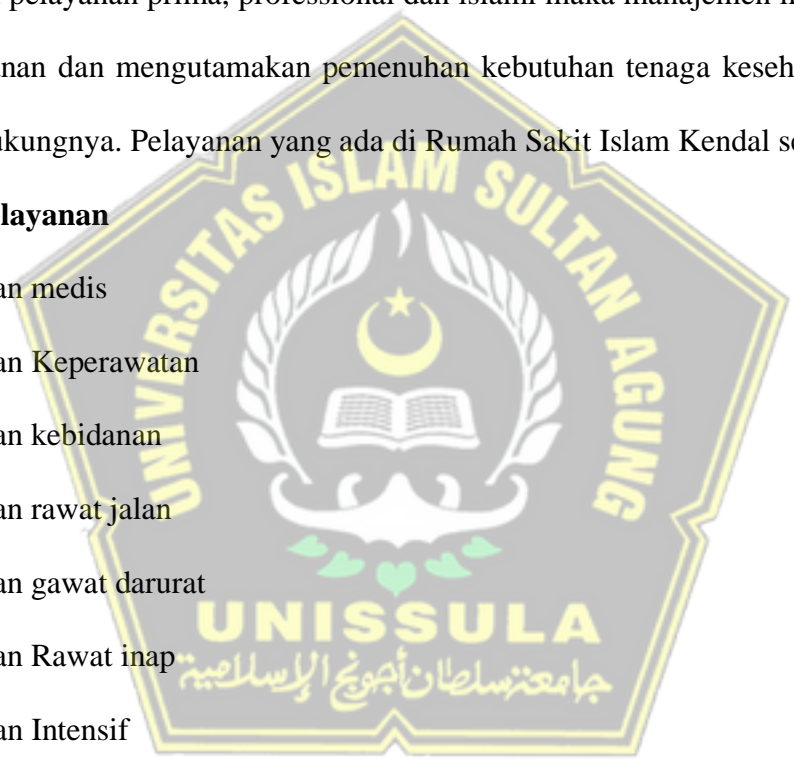 pelayanan prima, professional dan islami maka manajemen
nan dan mengutamakan pemenuhan kebutuhan tenaga keseh
ukungnya. Pelayanan yang ada di Rumah Sakit Islam Kendal se
layanan
an medis
an Keperawatan
an kebidanan
an rawat jalan
an gawat darurat
an Rawat inap
an Intensif
UNIVERSITAS ISLAM SULTAN AGUNG
UNISSULA
جامعة سلطان أجونج الإسلامية